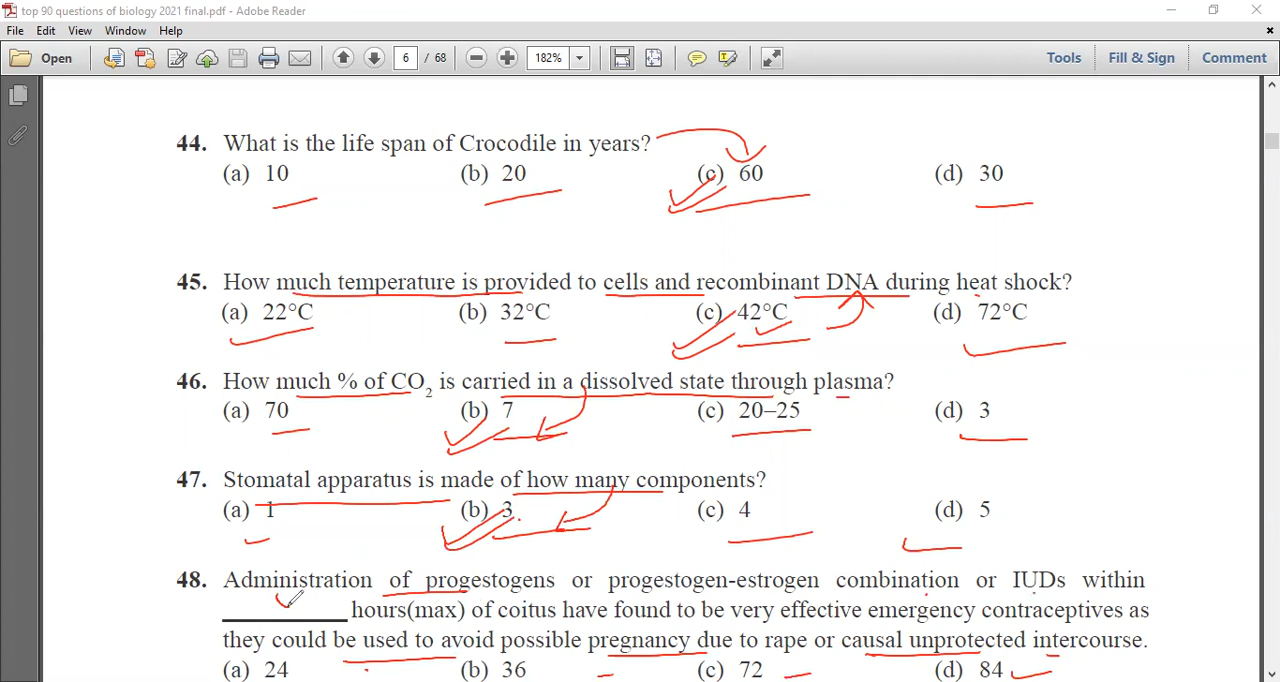 top 90 questions of biology 2021 final.pdf - Adobe Reader
File Edit View Window Help
Open 6 / 68 182% Tools Fill & Sign Comment
44. What is the life span of Crocodile in years?
(a) 10 (b) 20 (c) 60 (d) 30
45. How much temperature is provided to cells and recombinant DNA during heat shock?
(a) 22°C (b) 32°C (c) 42°C (d) 72°C
46. How much % of CO₂ is carried in a dissolved state through plasma?
(a) 70 (b) 7 (c) 20–25 (d) 3
47. Stomatal apparatus is made of how many components?
(a) 1 (b) 3 (c) 4 (d) 5
48. Administration of progestogens or progestogen-estrogen combination or IUDs within
________ hours(max) of coitus have found to be very effective emergency contraceptives as
they could be used to avoid possible pregnancy due to rape or causal unprotected intercourse.
(a) 24 (b) 36 (c) 72 (d) 84